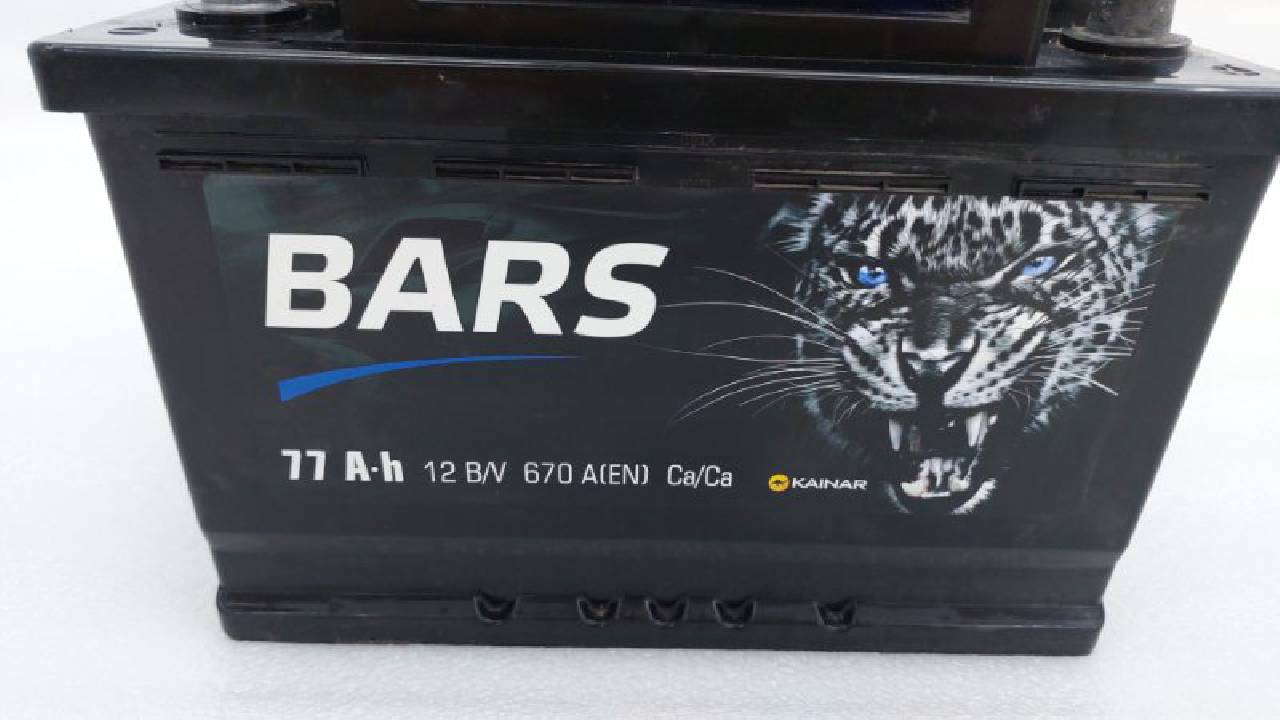 BARS
77 A·h 12 B/V 670 A(EN) Ca/Ca
KAINAR